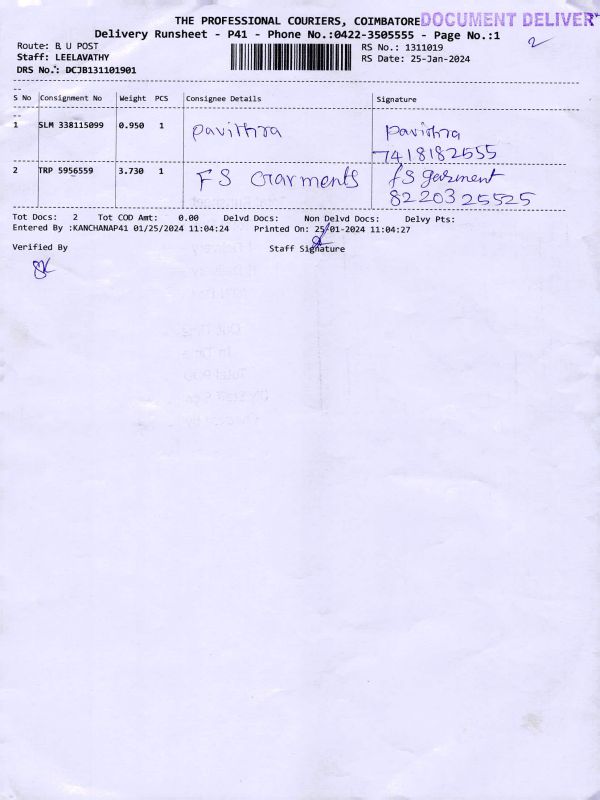 THE PROFESSIONAL COURIERS, COIMBATORE DOCUMENT DELIVERY
Delivery Runsheet - P41 - Phone No.:0422-3505555 - Page No.:1
2
Route: B U POST
RS No.: 1311019
Staff: LEELAVATHY
RS Date: 25-Jan-2024
DRS No.: DCJB131101901
S No Consignment No Weight PCS Consignee Details Signature
1 SLM 338115099 0.950 1 Pavithra Pavithra
7418182555
2 TRP 5956559 3.730 1 FS Garments FS garment
82203 25525
Tot Docs: 2 Tot COD Amt: 0.00 Delvd Docs: Non Delvd Docs: Delvy Pts:
Entered By :KANCHANAP41 01/25/2024 11:04:24 Printed On: 25-01-2024 11:04:27
Verified By Staff Signature